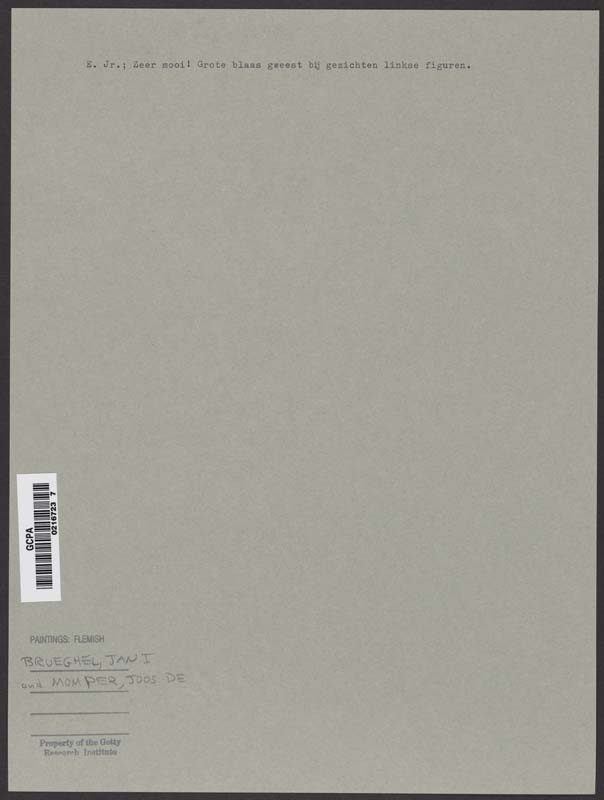 E. Jr.; Zeer mooi! Grote blaas gweest bij gezichten linkse figuren.
GCPA
0216723 7
PAINTINGS: FLEMISH
BRUEGHEL, JAN I
and MOMPER, JOOS DE
Property of the Getty
Research Institute